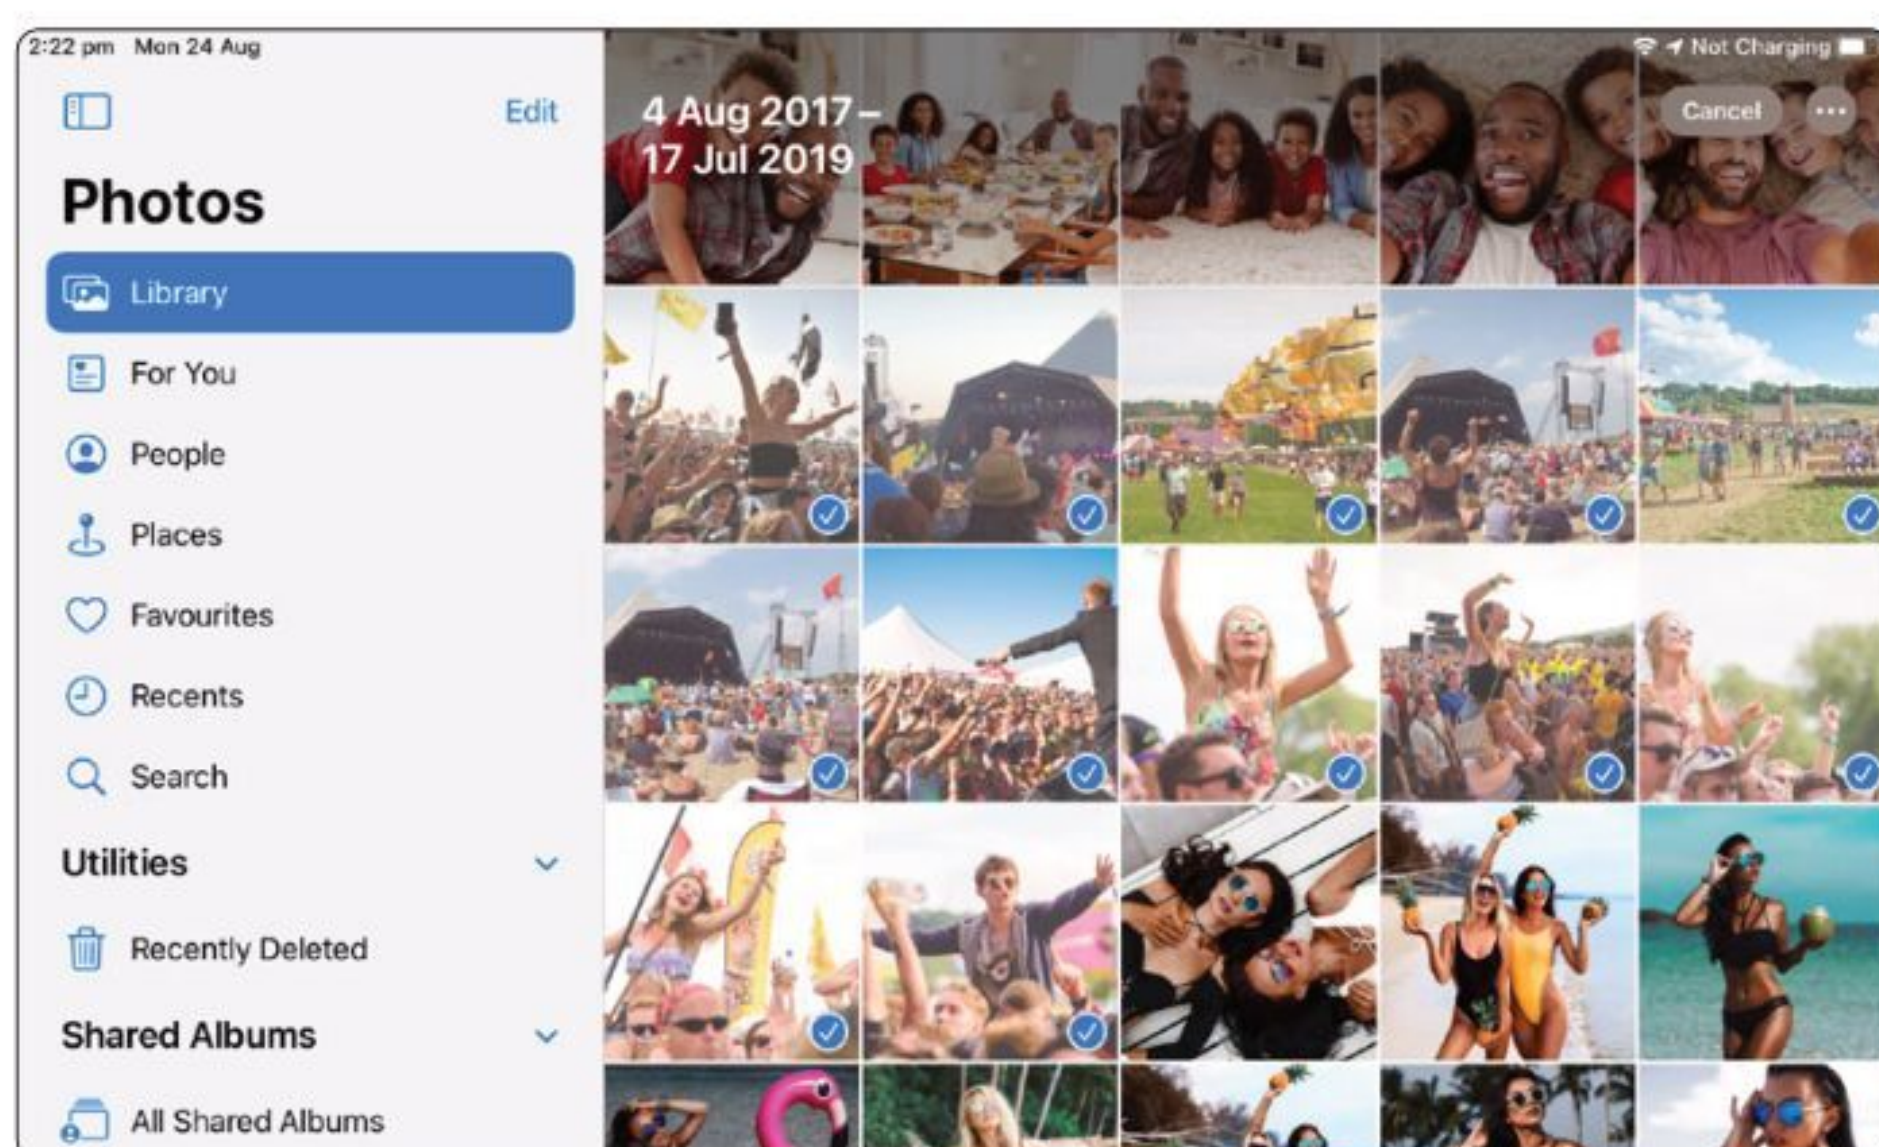 2:22 pm Mon 24 Aug
Not Charging
Edit
Cancel
4 Aug 2017–
17 Jul 2019
Photos
Library
For You
People
Places
Favourites
Recents
Search
Utilities
Recently Deleted
Shared Albums
All Shared Albums